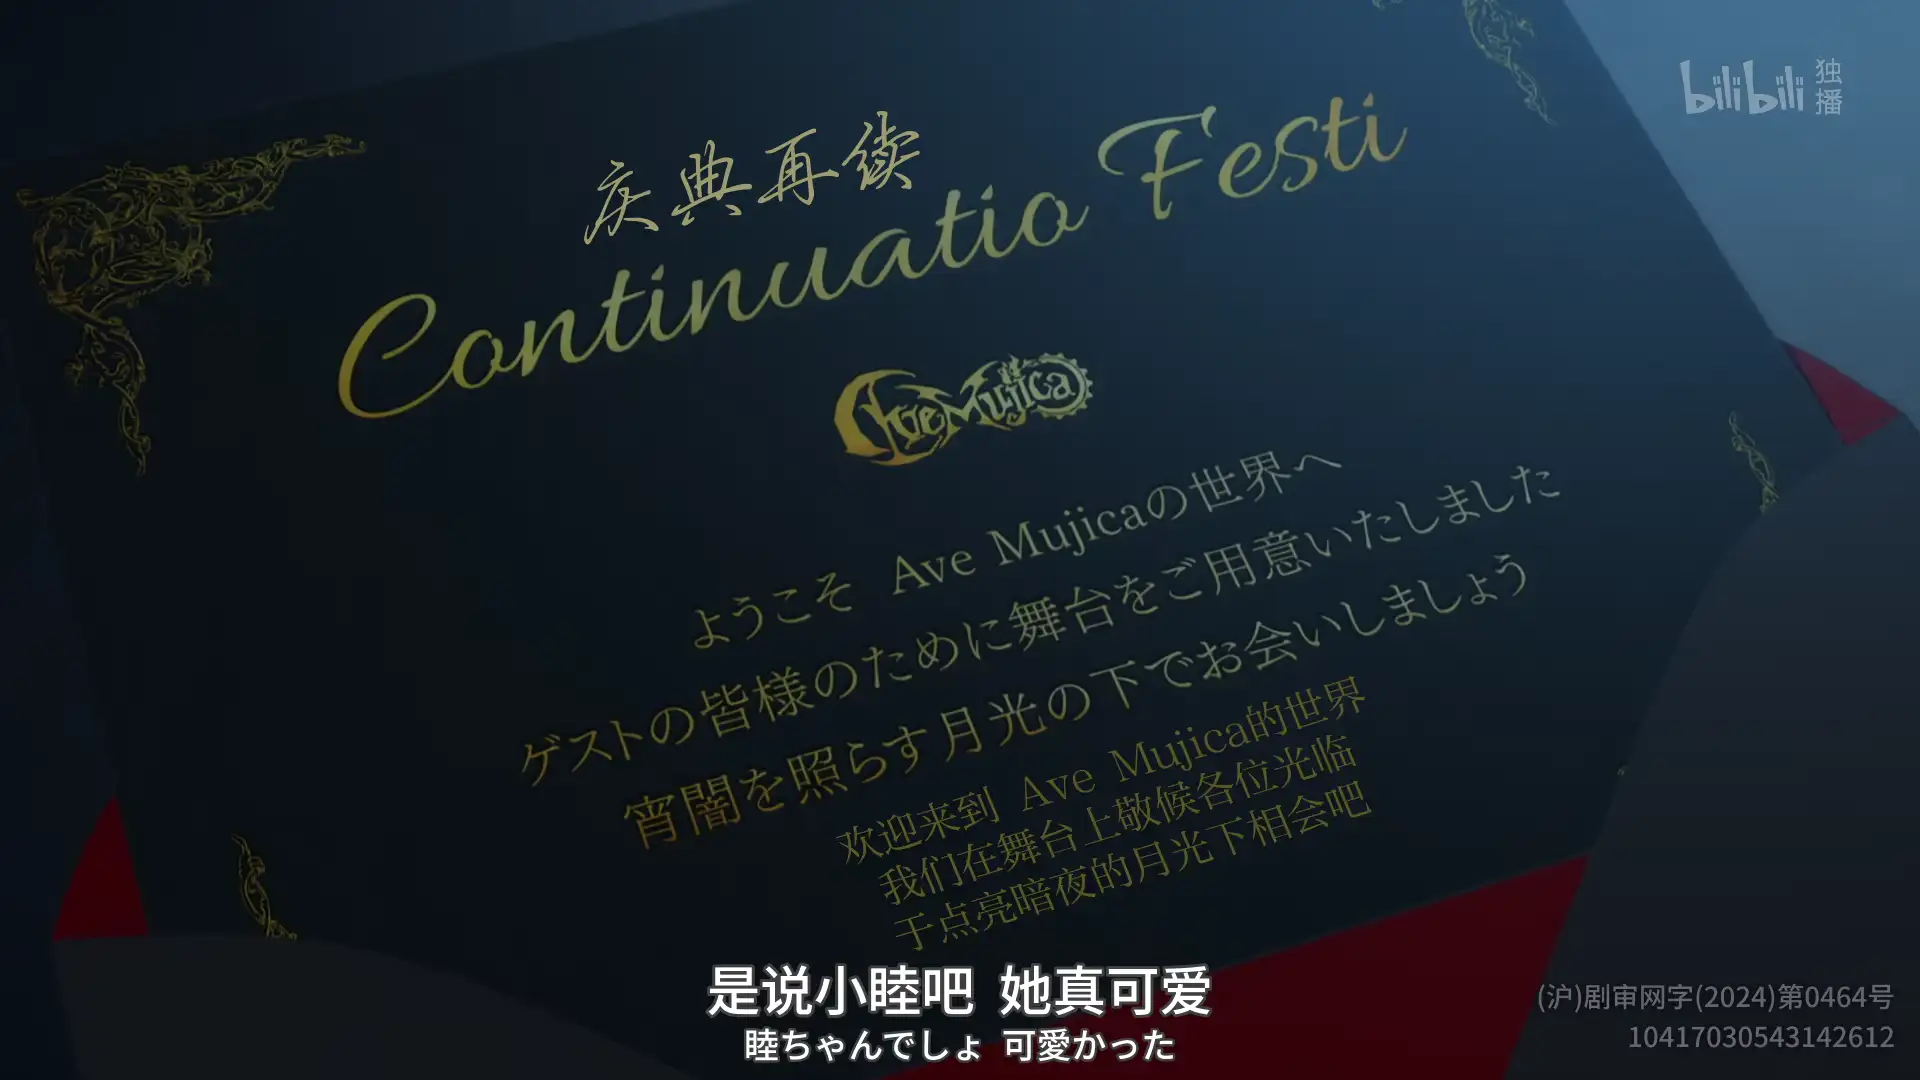 bilibili 独播
庆典再续
Continuatio Festi
Ave Mujica
ようこそ Ave Mujicaの世界へ
ゲストの皆様のために舞台をご用意いたしました
宵闇を照らす月光の下でお会いしましょう
欢迎来到 Ave Mujica的世界
我们在舞台上敬候各位光临
于点亮暗夜的月光下相会吧
是说小睦吧 她真可爱
睦ちゃんでしょ 可愛かった
(沪)剧审网字(2024)第0464号
10417030543142612